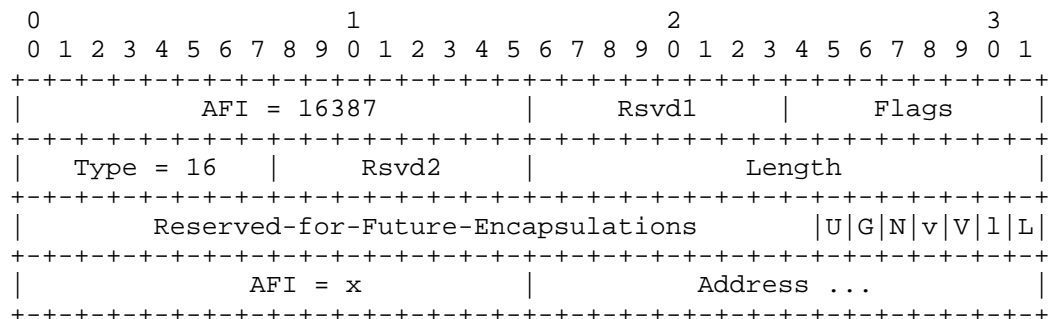 0                   1                   2                   3
 0 1 2 3 4 5 6 7 8 9 0 1 2 3 4 5 6 7 8 9 0 1 2 3 4 5 6 7 8 9 0 1
+-+-+-+-+-+-+-+-+-+-+-+-+-+-+-+-+-+-+-+-+-+-+-+-+-+-+-+-+-+-+-+-+
|           AFI = 16387           |     Rsvd1     |     Flags     |
+-+-+-+-+-+-+-+-+-+-+-+-+-+-+-+-+-+-+-+-+-+-+-+-+-+-+-+-+-+-+-+-+
|   Type = 16   |     Rsvd2     |             Length              |
+-+-+-+-+-+-+-+-+-+-+-+-+-+-+-+-+-+-+-+-+-+-+-+-+-+-+-+-+-+-+-+-+
|        Reserved-for-Future-Encapsulations       |U|G|N|v|V|l|L|
+-+-+-+-+-+-+-+-+-+-+-+-+-+-+-+-+-+-+-+-+-+-+-+-+-+-+-+-+-+-+-+-+
|              AFI = x          |          Address ...          |
+-+-+-+-+-+-+-+-+-+-+-+-+-+-+-+-+-+-+-+-+-+-+-+-+-+-+-+-+-+-+-+-+